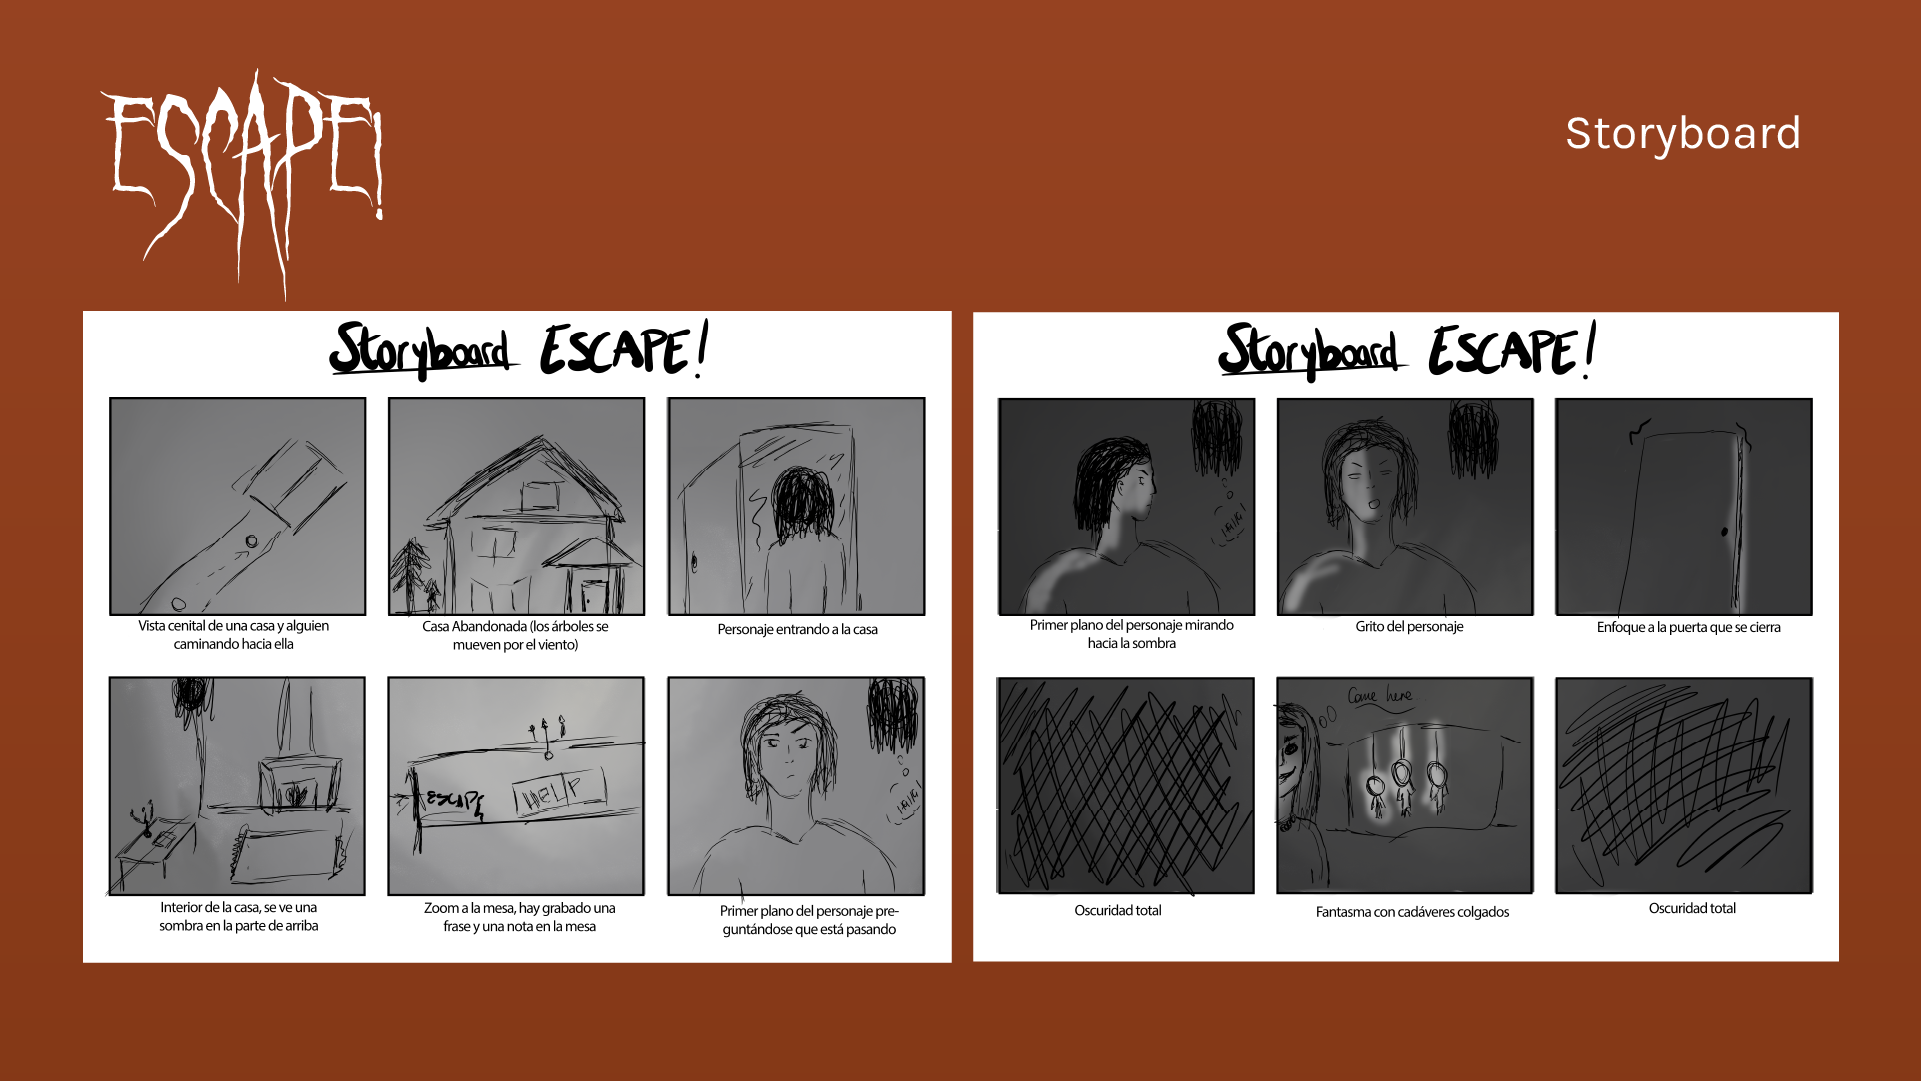 ESCAPE!
Storyboard
Storyboard ESCAPE!
Vista cenital de una casa y alguien
caminando hacia ella
Casa Abandonada (los árboles se
mueven por el viento)
Personaje entrando a la casa
ESCAPE
HELP
HaHa!
Interior de la casa, se ve una
sombra en la parte de arriba
Zoom a la mesa, hay grabado una
frase y una nota en la mesa
Primer plano del personaje pre-
guntándose que está pasando
Storyboard ESCAPE!
HaHa!
Primer plano del personaje mirando
hacia la sombra
Grito del personaje
Enfoque a la puerta que se cierra
Come here
Oscuridad total
Fantasma con cadáveres colgados
Oscuridad total